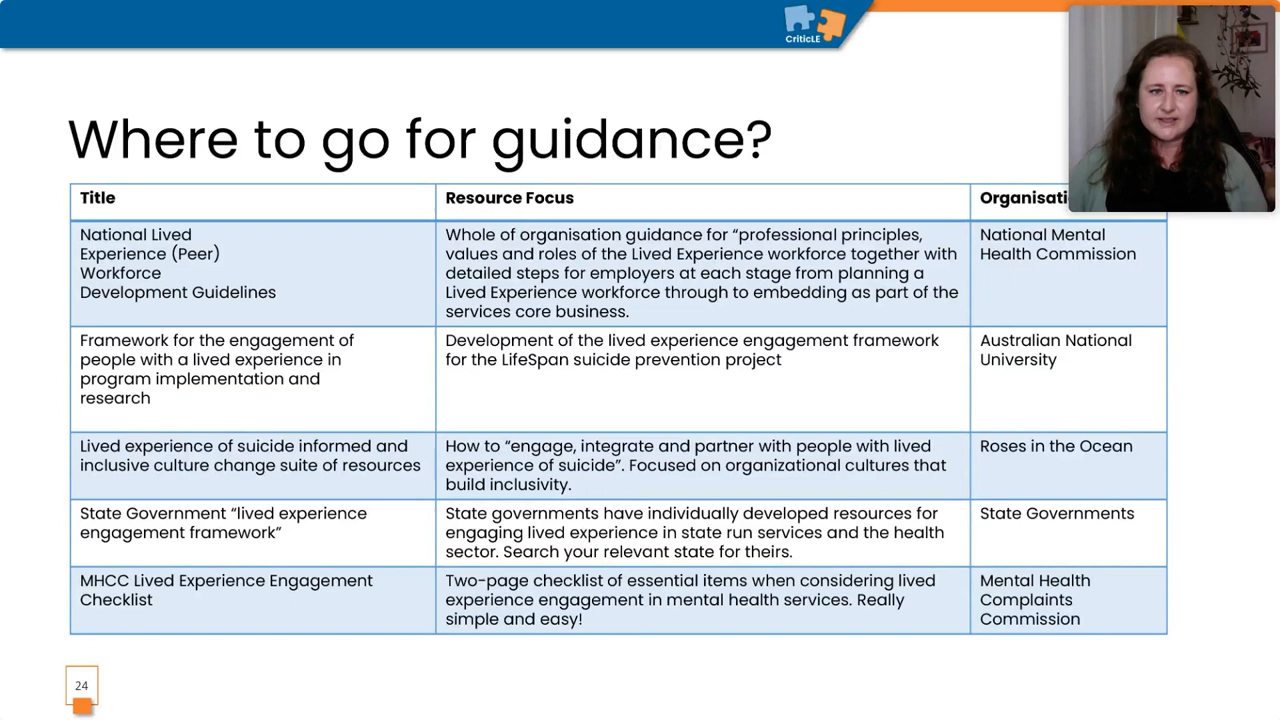 CriticLE
Where to go for guidance?
Title
Resource Focus
National Lived
Experience (Peer)
Workforce
Development Guidelines
Whole of organisation guidance for “professional principles,
values and roles of the Lived Experience workforce together with
detailed steps for employers at each stage from planning a
Lived Experience workforce through to embedding as part of the
services core business.
National Mental
Health Commission
Framework for the engagement of
people with a lived experience in
program implementation and
research
Development of the lived experience engagement framework
for the LifeSpan suicide prevention project
Australian National
University
Lived experience of suicide informed and
inclusive culture change suite of resources
How to “engage, integrate and partner with people with lived
experience of suicide”. Focused on organizational cultures that
build inclusivity.
Roses in the Ocean
State Government “lived experience
engagement framework”
State governments have individually developed resources for
engaging lived experience in state run services and the health
sector. Search your relevant state for theirs.
State Governments
MHCC Lived Experience Engagement
Checklist
Two-page checklist of essential items when considering lived
experience engagement in mental health services. Really
simple and easy!
Mental Health
Complaints
Commission
24